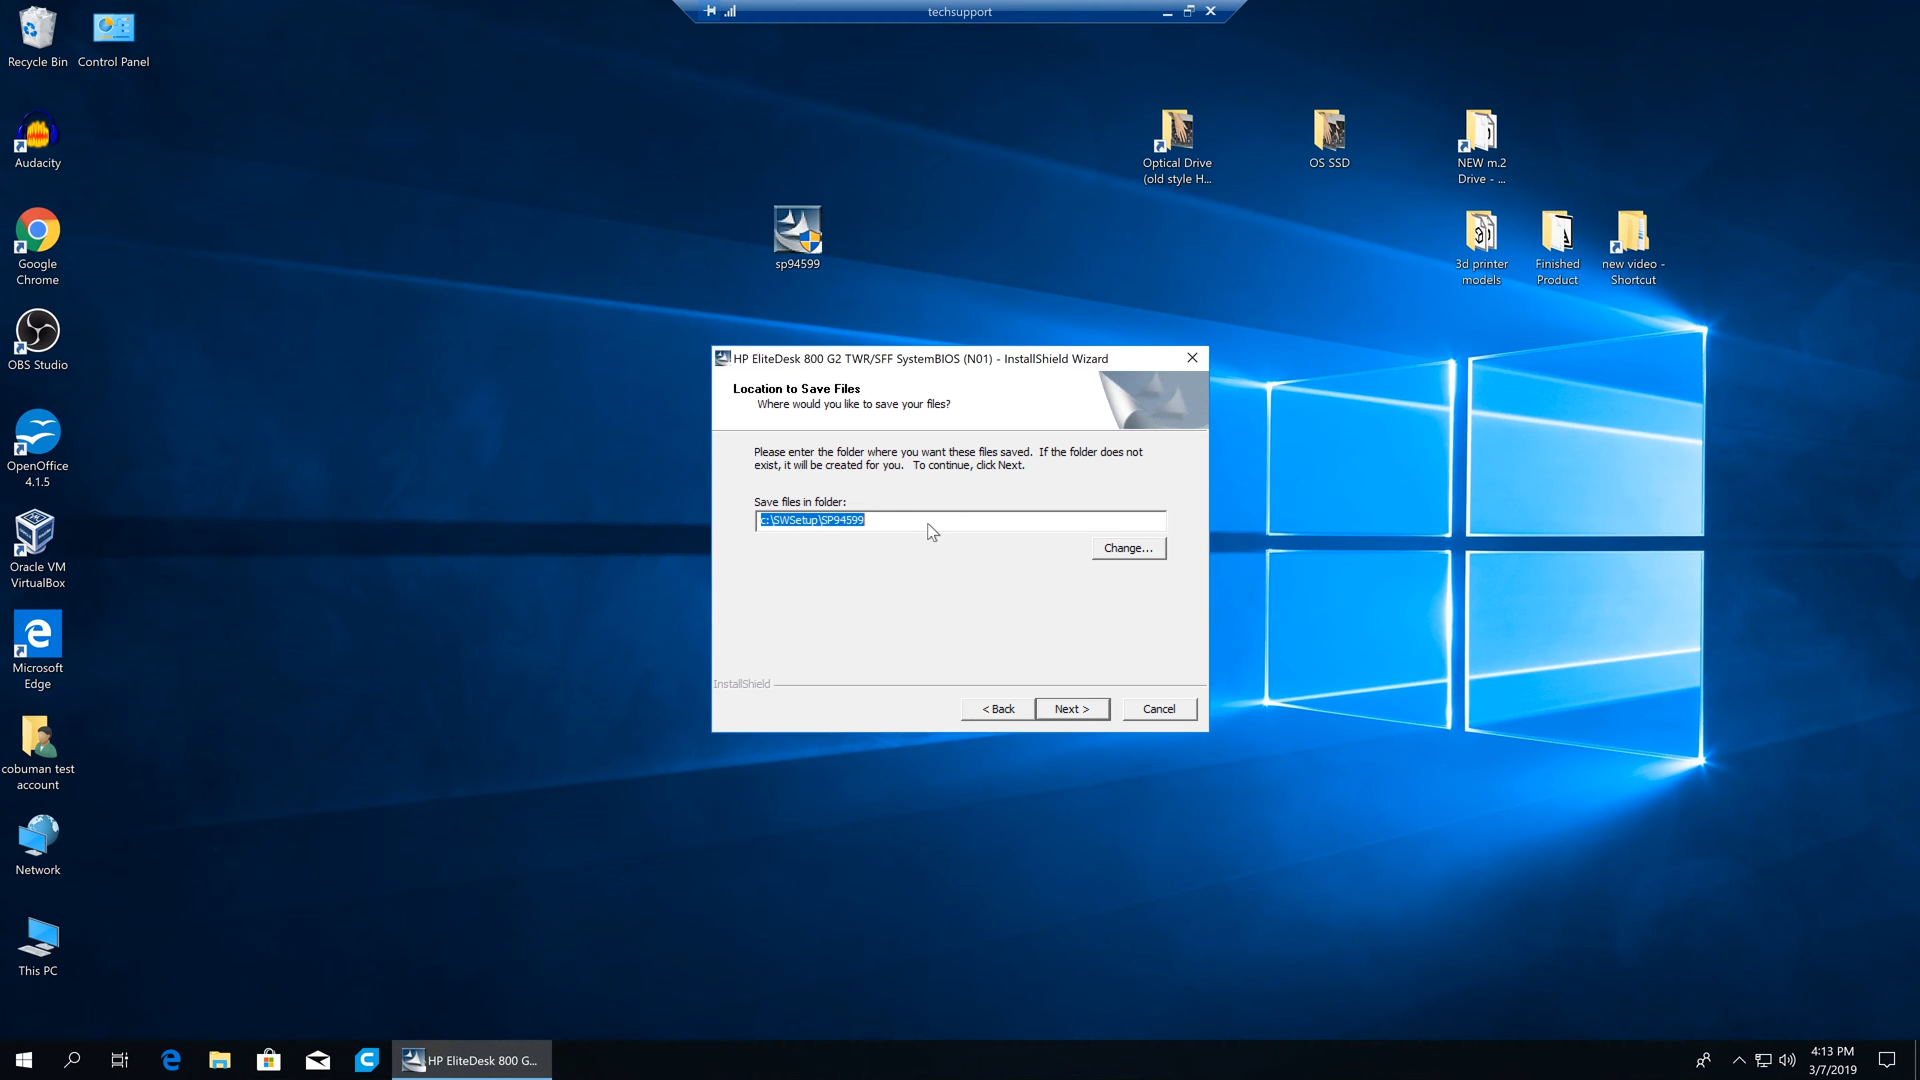 techsupport
Recycle Bin
Control Panel
Audacity
Google
Chrome
OBS Studio
OpenOffice
4.1.5
Oracle VM
VirtualBox
Microsoft
Edge
cobuman test
account
Network
This PC
sp94599
Optical Drive
(old style H...
OS SSD
NEW m.2
Drive - ...
3d printer
models
Finished
Product
new video -
Shortcut
HP EliteDesk 800 G2 TWR/SFF SystemBIOS (N01) - InstallShield Wizard
Location to Save Files
Where would you like to save your files?
Please enter the folder where you want these files saved. If the folder does not
exist, it will be created for you. To continue, click Next.
Save files in folder:
c:\SWSetup\SP94599
Change...
InstallShield
< Back
Next >
Cancel
HP EliteDesk 800 G...
4:13 PM
3/7/2019